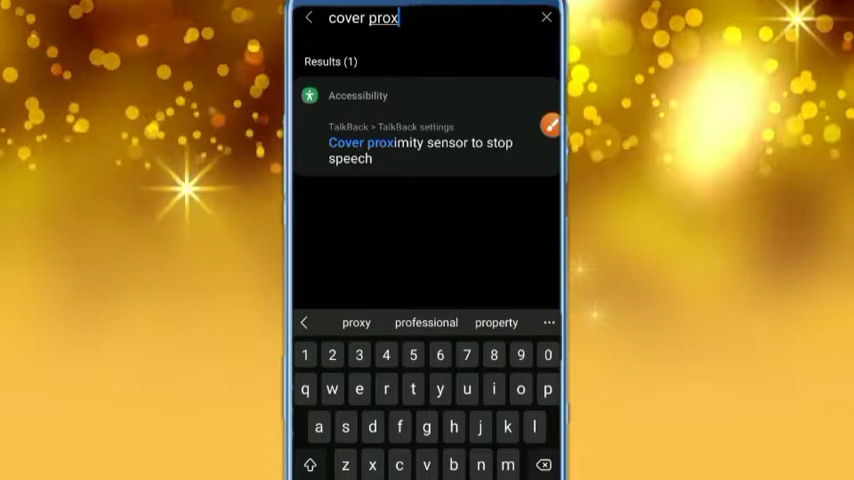 cover prox
Results (1)
Accessibility
TalkBack > TalkBack settings
Cover proximity sensor to stop
speech
proxy professional property
1 2 3 4 5 6 7 8 9 0
q w e r t y u i o p
a s d f g h j k l
z x c v b n m